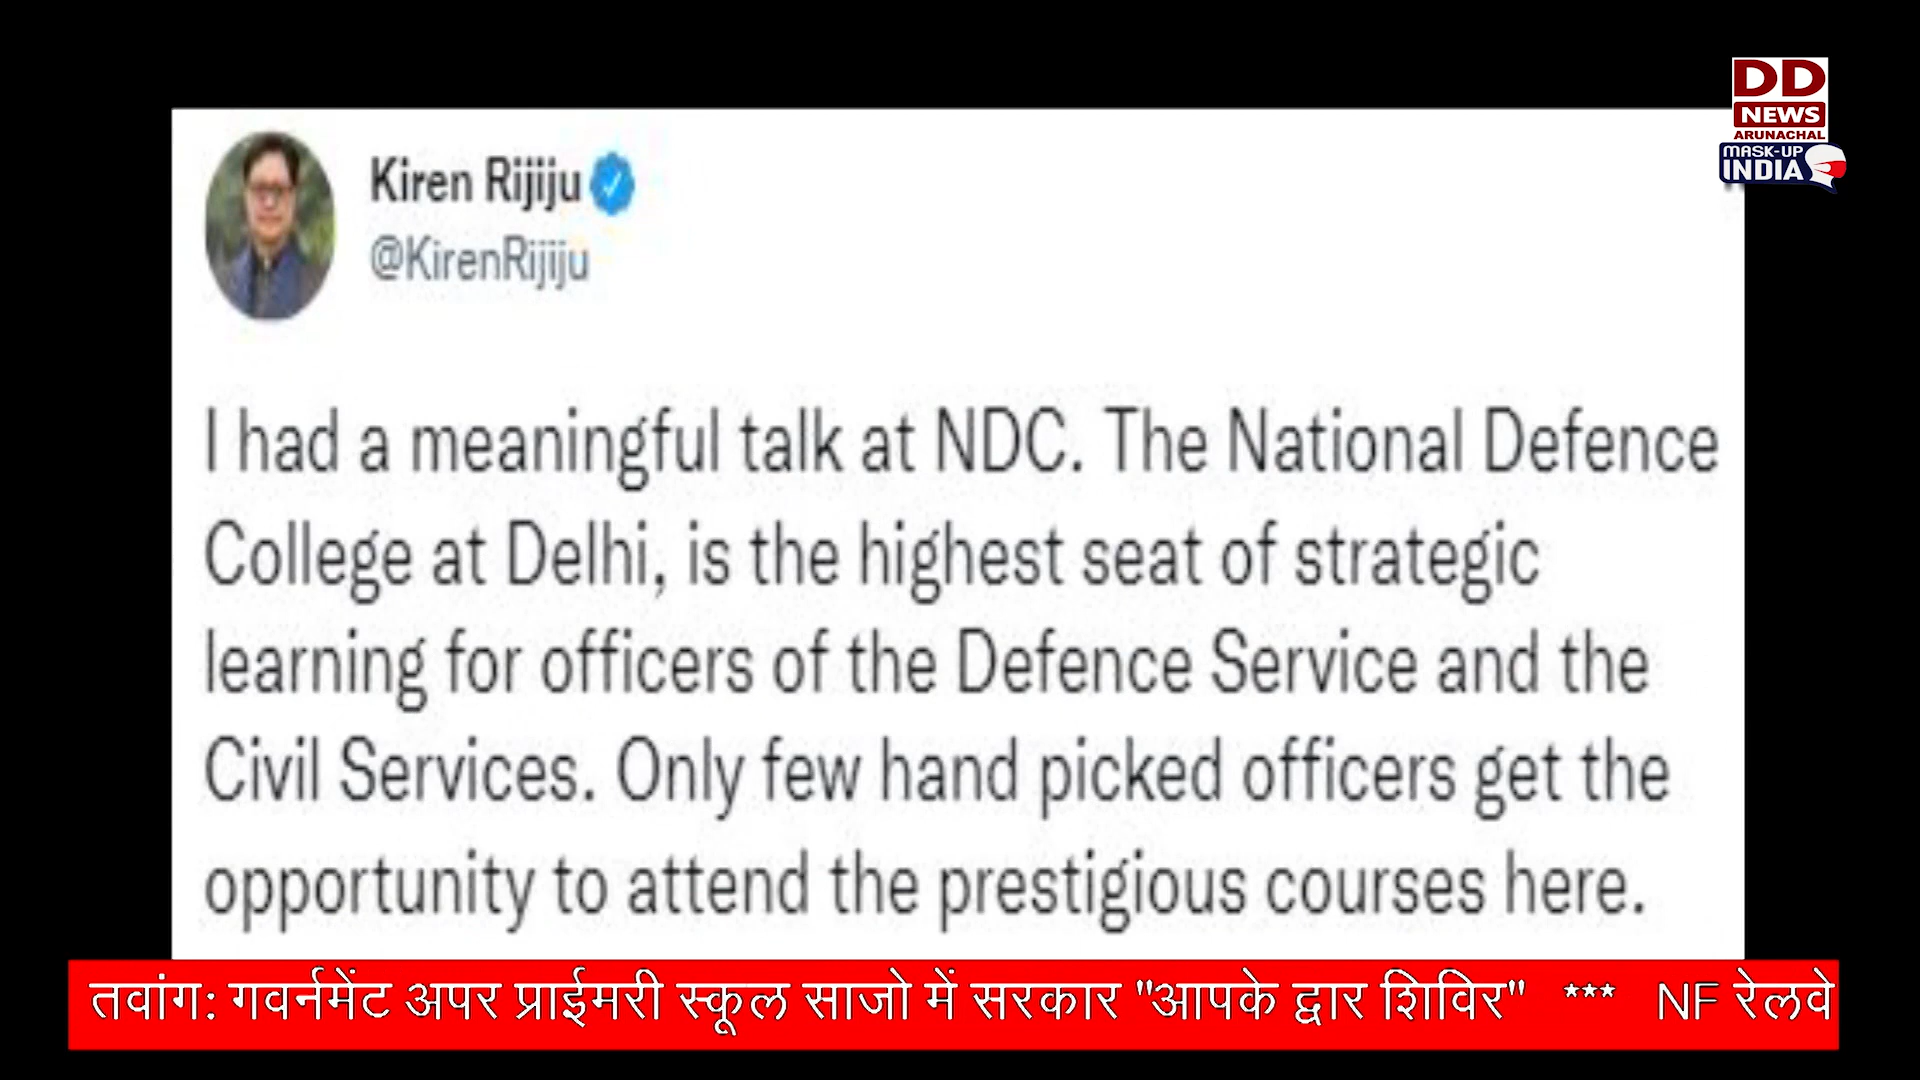 DD
NEWS
ARUNACHAL
MASK-UP
INDIA
Kiren Rijiju
@KirenRijiju
I had a meaningful talk at NDC. The National Defence
College at Delhi, is the highest seat of strategic
learning for officers of the Defence Service and the
Civil Services. Only few hand picked officers get the
opportunity to attend the prestigious courses here.
तवांग: गवर्नमेंट अपर प्राईमरी स्कूल साजो में सरकार "आपके द्वार शिविर" *** NF रेलवे